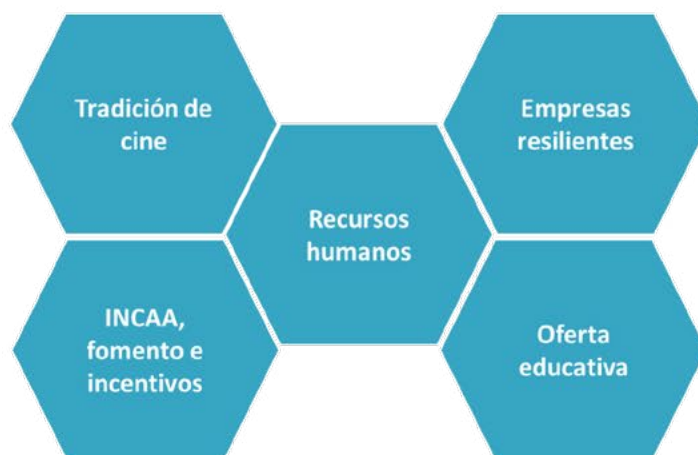 Tradición de
cine
Empresas
resilientes
Recursos
humanos
INCAA,
fomento e
incentivos
Oferta
educativa